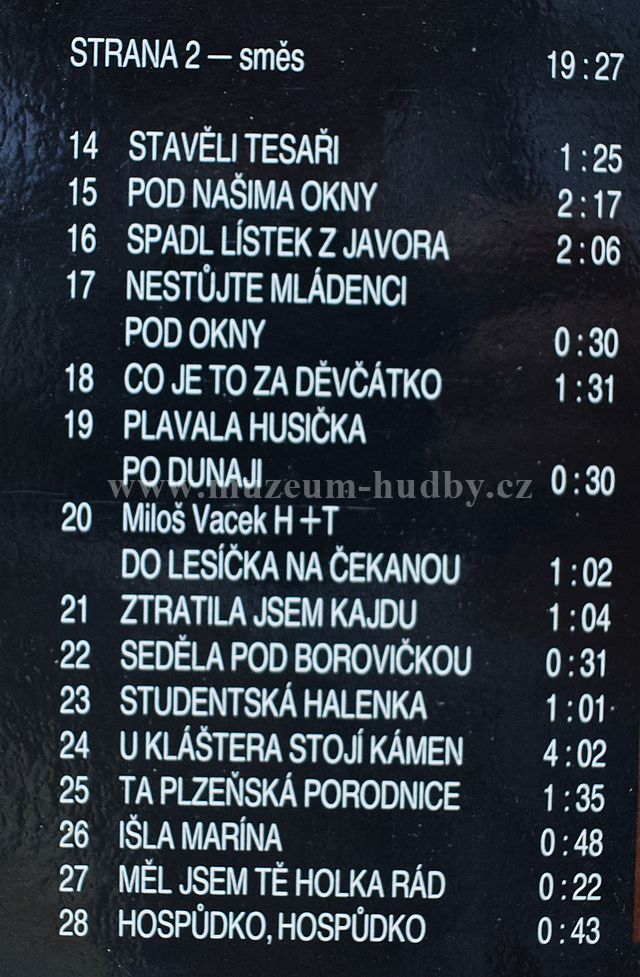 STRANA 2 — směs 19:27
14 STAVĚLI TESAŘI 1:25
15 POD NAŠIMA OKNY 2:17
16 SPADL LÍSTEK Z JAVORA 2:06
17 NESTŮJTE MLÁDENCI
POD OKNY 0:30
18 CO JE TO ZA DĚVČÁTKO 1:31
19 PLAVALA HUSIČKA
PO DUNAJI 0:30
www.muzeum-hudby.cz
20 Miloš Vacek H+T
DO LESÍČKA NA ČEKANOU 1:02
21 ZTRATILA JSEM KAJDU 1:04
22 SEDĚLA POD BOROVIČKOU 0:31
23 STUDENTSKÁ HALENKA 1:01
24 U KLÁŠTERA STOJÍ KÁMEN 4:02
25 TA PLZEŇSKÁ PORODNICE 1:35
26 IŠLA MARÍNA 0:48
27 MĚL JSEM TĚ HOLKA RÁD 0:22
28 HOSPŮDKO, HOSPŮDKO 0:43